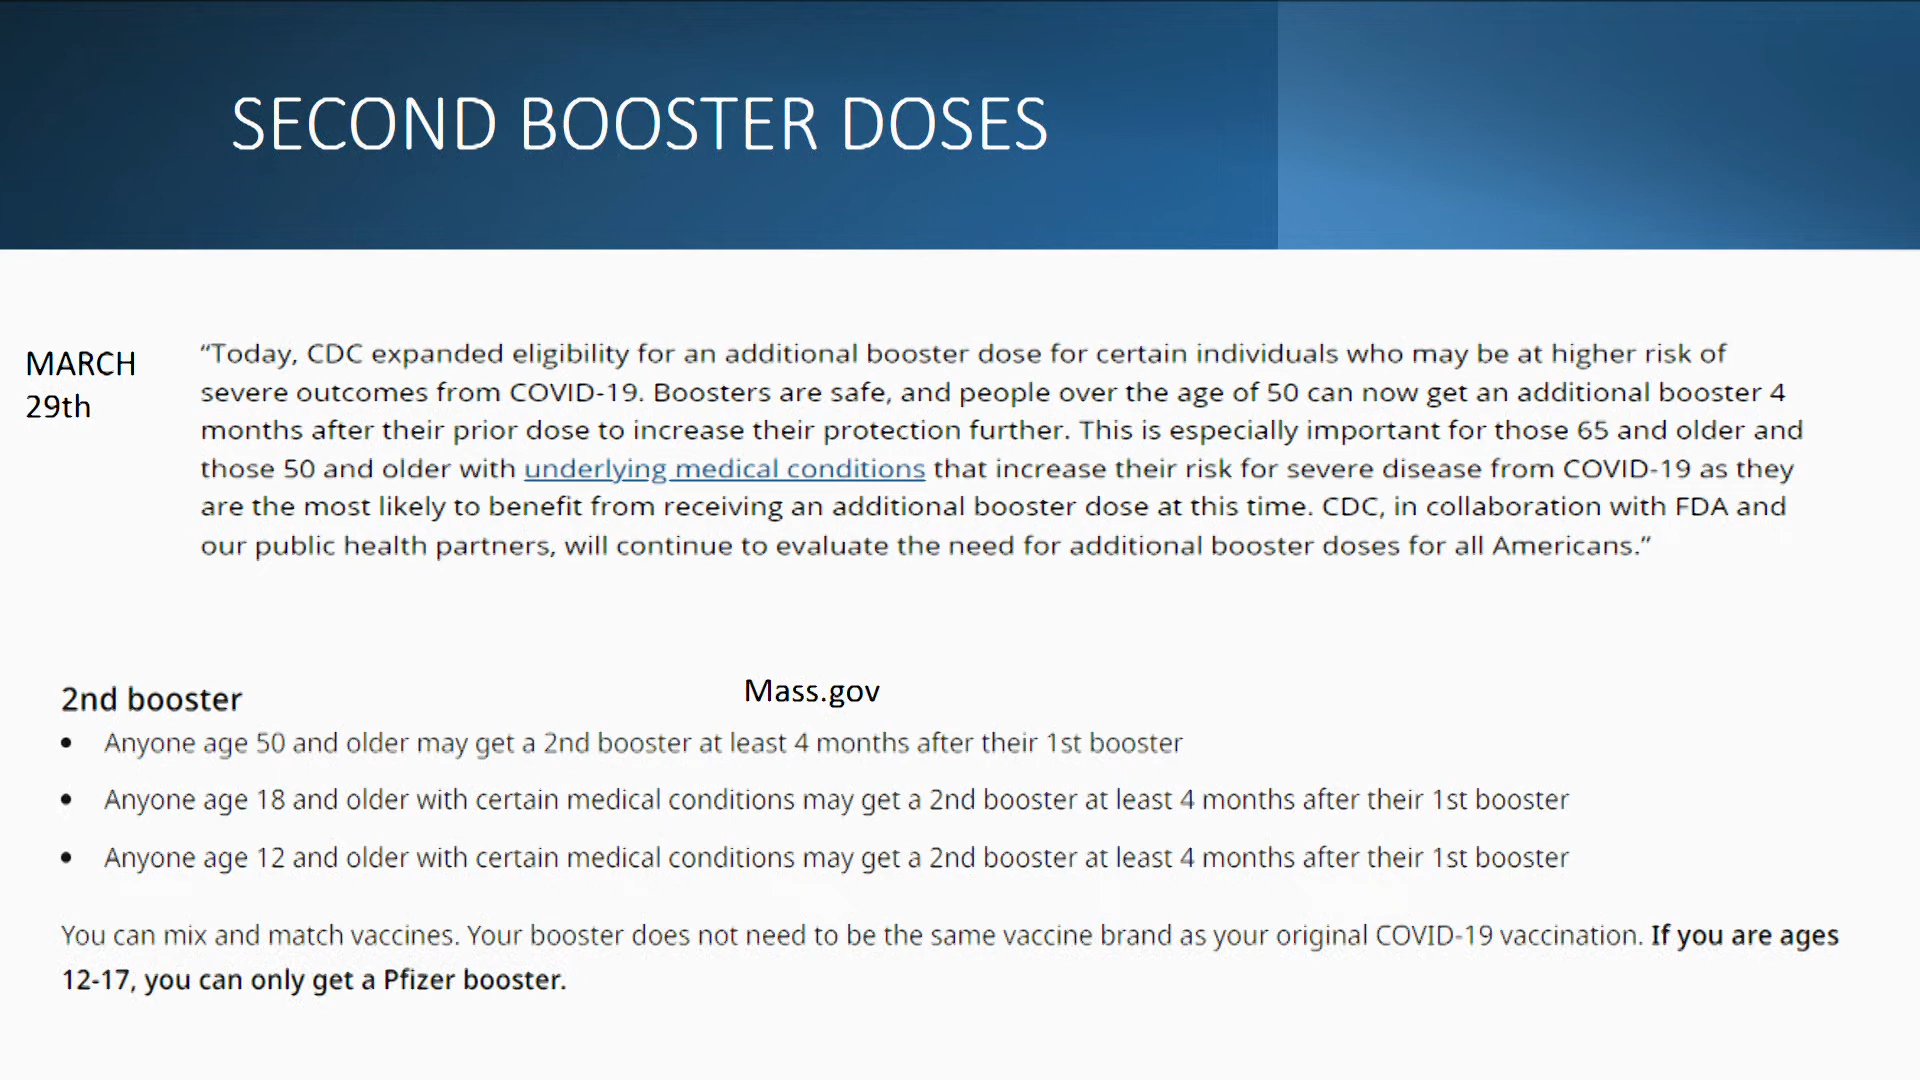 SECOND BOOSTER DOSES
MARCH
29th
“Today, CDC expanded eligibility for an additional booster dose for certain individuals who may be at higher risk of
severe outcomes from COVID-19. Boosters are safe, and people over the age of 50 can now get an additional booster 4
months after their prior dose to increase their protection further. This is especially important for those 65 and older and
those 50 and older with underlying medical conditions that increase their risk for severe disease from COVID-19 as they
are the most likely to benefit from receiving an additional booster dose at this time. CDC, in collaboration with FDA and
our public health partners, will continue to evaluate the need for additional booster doses for all Americans.”
Mass.gov
2nd booster
• Anyone age 50 and older may get a 2nd booster at least 4 months after their 1st booster
• Anyone age 18 and older with certain medical conditions may get a 2nd booster at least 4 months after their 1st booster
• Anyone age 12 and older with certain medical conditions may get a 2nd booster at least 4 months after their 1st booster
You can mix and match vaccines. Your booster does not need to be the same vaccine brand as your original COVID-19 vaccination. If you are ages
12-17, you can only get a Pfizer booster.